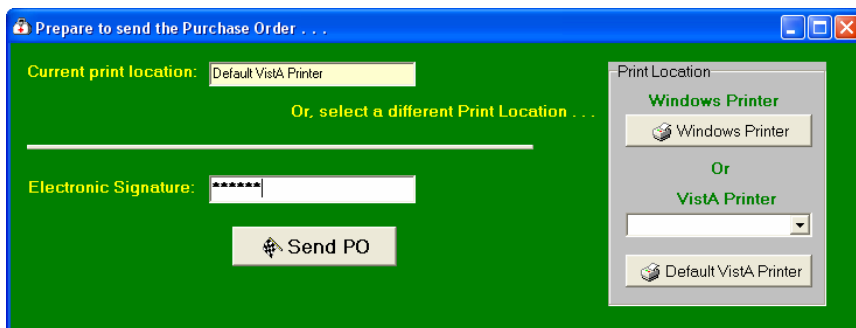 Prepare to send the Purchase Order . . .
Current print location:
Default VistA Printer
Or, select a different Print Location . . .
Electronic Signature:
******
Send PO
Print Location
Windows Printer
Windows Printer
Or
VistA Printer
Default VistA Printer